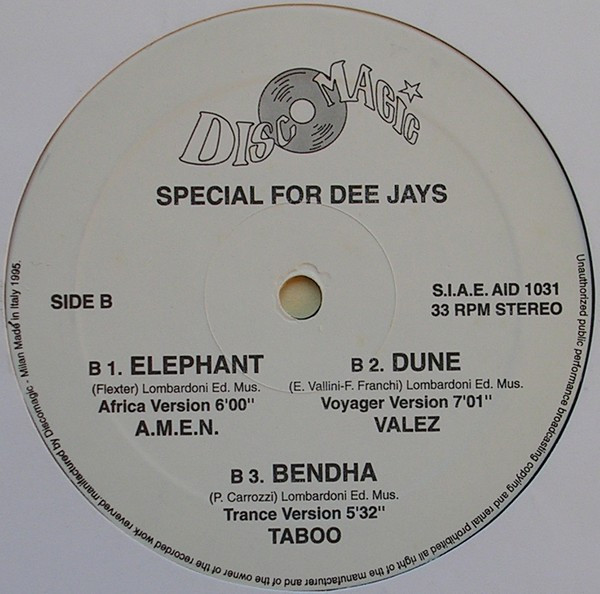 DISCO MAGIC
SPECIAL FOR DEE JAYS
SIDE B
S.I.A.E. AID 1031
33 RPM STEREO
B 1. ELEPHANT
(Flexter) Lombardoni Ed. Mus.
Africa Version 6'00"
A.M.E.N.
B 2. DUNE
(E. Vallini-F. Franchi) Lombardoni Ed. Mus.
Voyager Version 7'01"
VALEZ
B 3. BENDHA
(P. Carrozzi) Lombardoni Ed. Mus.
Trance Version 5'32"
TABOO
Unauthorized public performance broadcasting copying and rental prohibited all right of the manufacturer and of the owner of the recorded work reverved.manufactured by Discomagic - Milan Made in Italy 1995.